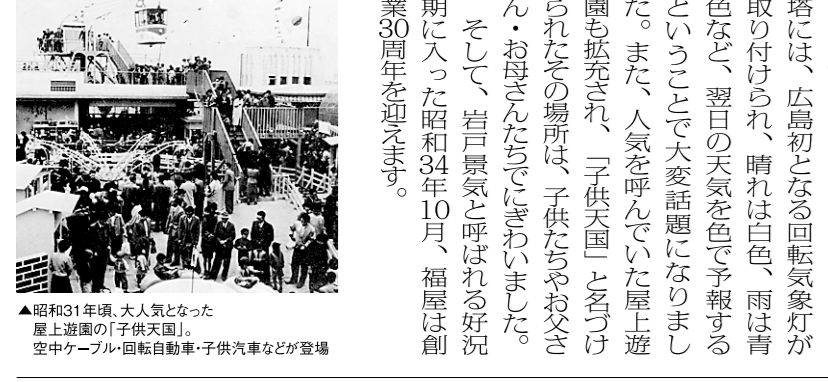 塔には、広島初となる回転気象灯が
取り付けられ、晴れは白色、雨は青
色など、翌日の天気を色で予報する
ということで大変話題になりまし
た。また、人気を呼んでいた屋上遊
園も拡充され、「子供天国」と名づけ
られたその場所は、子供たちやお父さ
ん・お母さんたちでにぎわいました。
そして、岩戸景気と呼ばれる好況
期に入った昭和34年10月、福屋は創
業30周年を迎えます。
▲昭和31年頃、大人気となった
屋上遊園の「子供天国」。
空中ケーブル・回転自動車・子供汽車などが登場